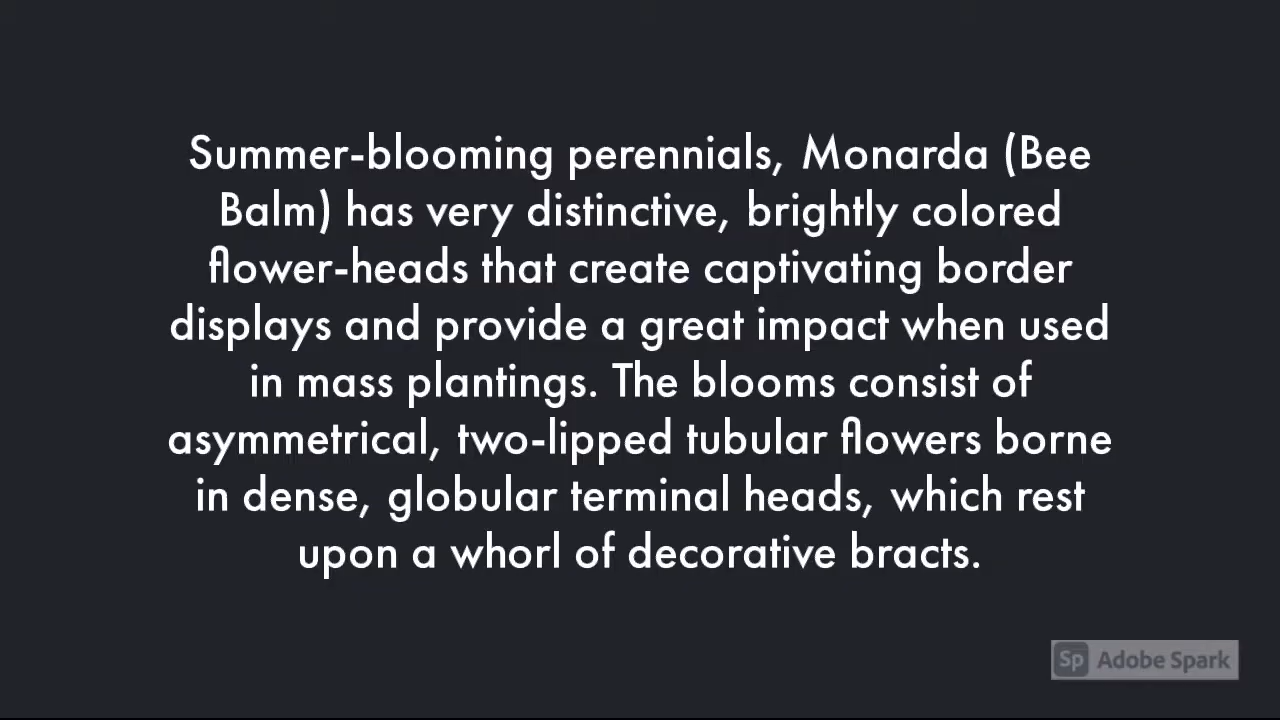 Summer-blooming perennials, Monarda (Bee
Balm) has very distinctive, brightly colored
flower-heads that create captivating border
displays and provide a great impact when used
in mass plantings. The blooms consist of
asymmetrical, two-lipped tubular flowers borne
in dense, globular terminal heads, which rest
upon a whorl of decorative bracts.
Sp Adobe Spark